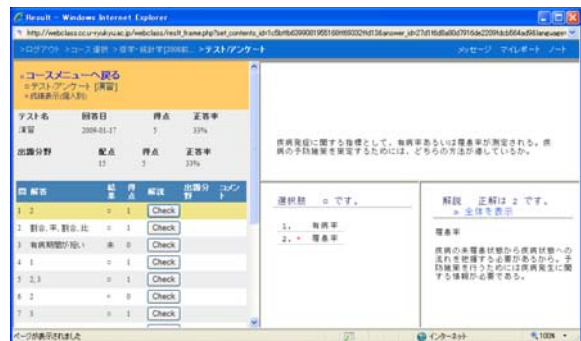 Result - Windows Internet Explorer
>ログアウト >コース選択 >疫学・統計学[2008前... >テスト/アンケート メッセージ マイレポート ノート
»コースメニューへ戻る
テスト/アンケート [演習]
成績表示(個人別)
テスト名 回答日 得点 正答率
演習 2009-01-17 5 33%
出題分野 配点 得点 正答率
15 5 33%
問 解答 結果 得点 解説 出題分野 コメント
1 2 ○ 1 Check
2 割合,率,割合,比 ○ 1 Check
3 有病期間が短い 0 Check
4 1 ○ 1 Check
5 2,3 ○ 1 Check
6 2 0 Check
7 3 1 Check
疾病発症に関する指標として、有病率あるいは罹患率が測定される。疾
病の予防施策を策定するためには、どちらの方法が適しているか。
選択肢 ○ です。
1. 有病率
2. 罹患率
解説 正解は 2 です。
» 全体を表示
罹患率
疾病の未罹患状態から疾病状態への
流れを把握する必要があるから。予
防施策を行うためには疾病発生に関
する情報が必要である。
ページが表示されました インターネット 100%